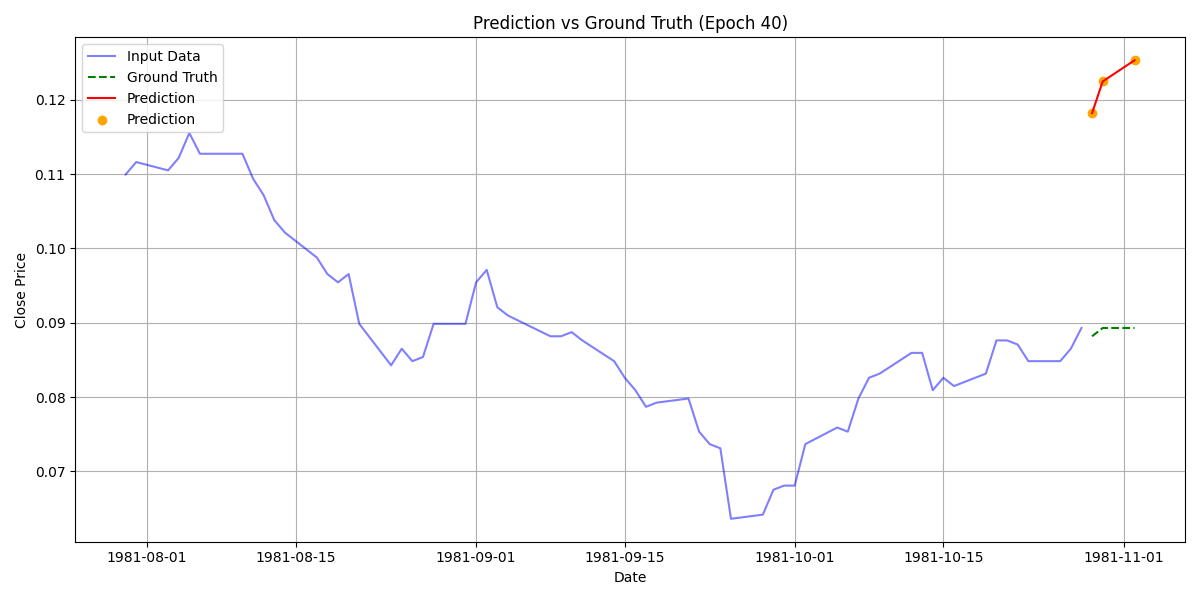 Prediction vs Ground Truth (Epoch 40)
Input Data
Ground Truth
Prediction
Prediction
Close Price
0.12
0.11
0.10
0.09
0.08
0.07
1981-08-01
1981-08-15
1981-09-01
1981-09-15
1981-10-01
1981-10-15
1981-11-01
Date